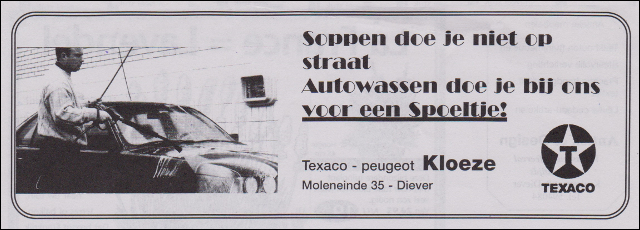 Soppen doe je niet op
straat
Autowassen doe je bij ons
voor een Spoeltje!
Texaco - peugeot Kloeze
Moleneinde 35 - Diever
T
TEXACO